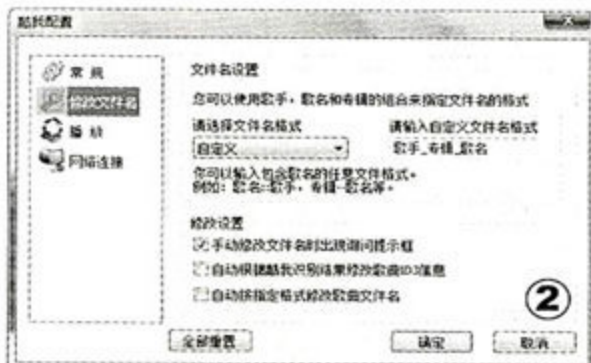 酷我配置
常规
修改文件名
播放
网络连接
文件名设置
您可以使用歌手，歌名和专辑的组合来指定文件名的格式
请选择文件名格式 请输入自定义文件名格式
自定义 歌手_专辑_歌名
你可以输入包含歌名的任意文件格式。
例如：歌名-歌手，专辑-歌名等。
修改设置
手动修改文件名时出现询问提示框
自动根据酷我识别结果修改歌曲ID3信息
自动按指定格式修改歌曲文件名
②
全部重置 确定 取消